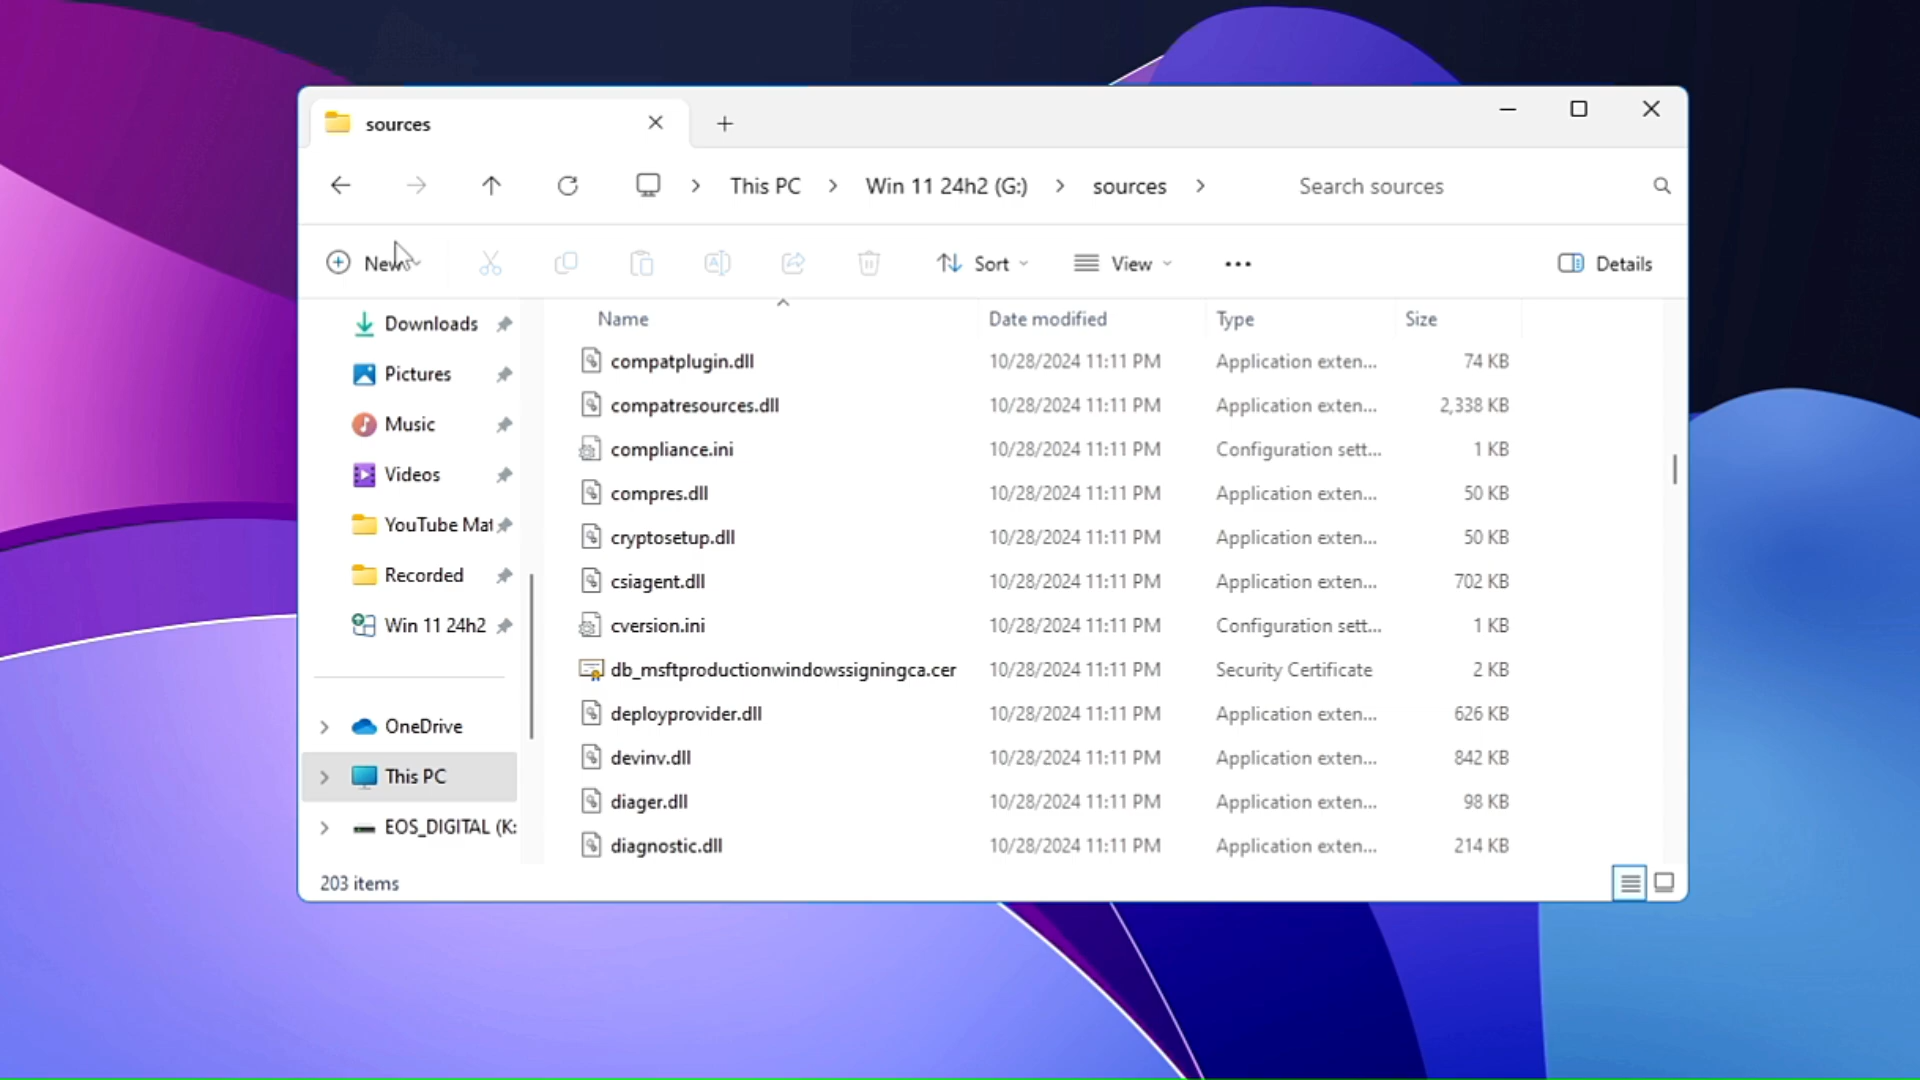 sources
This PC
Win 11 24h2 (G:)
sources
Search sources
New
Sort
View
Details
Downloads
Pictures
Music
Videos
YouTube Mat
Recorded
Win 11 24h2
OneDrive
This PC
EOS_DIGITAL (K:
Name Date modified Type Size
compatplugin.dll 10/28/2024 11:11 PM Application exten... 74 KB
compatresources.dll 10/28/2024 11:11 PM Application exten... 2,338 KB
compliance.ini 10/28/2024 11:11 PM Configuration sett... 1 KB
compres.dll 10/28/2024 11:11 PM Application exten... 50 KB
cryptosetup.dll 10/28/2024 11:11 PM Application exten... 50 KB
csiagent.dll 10/28/2024 11:11 PM Application exten... 702 KB
cversion.ini 10/28/2024 11:11 PM Configuration sett... 1 KB
db_msftproductionwindowssigningca.cer 10/28/2024 11:11 PM Security Certificate 2 KB
deployprovider.dll 10/28/2024 11:11 PM Application exten... 626 KB
devinv.dll 10/28/2024 11:11 PM Application exten... 842 KB
diager.dll 10/28/2024 11:11 PM Application exten... 98 KB
diagnostic.dll 10/28/2024 11:11 PM Application exten... 214 KB
203 items